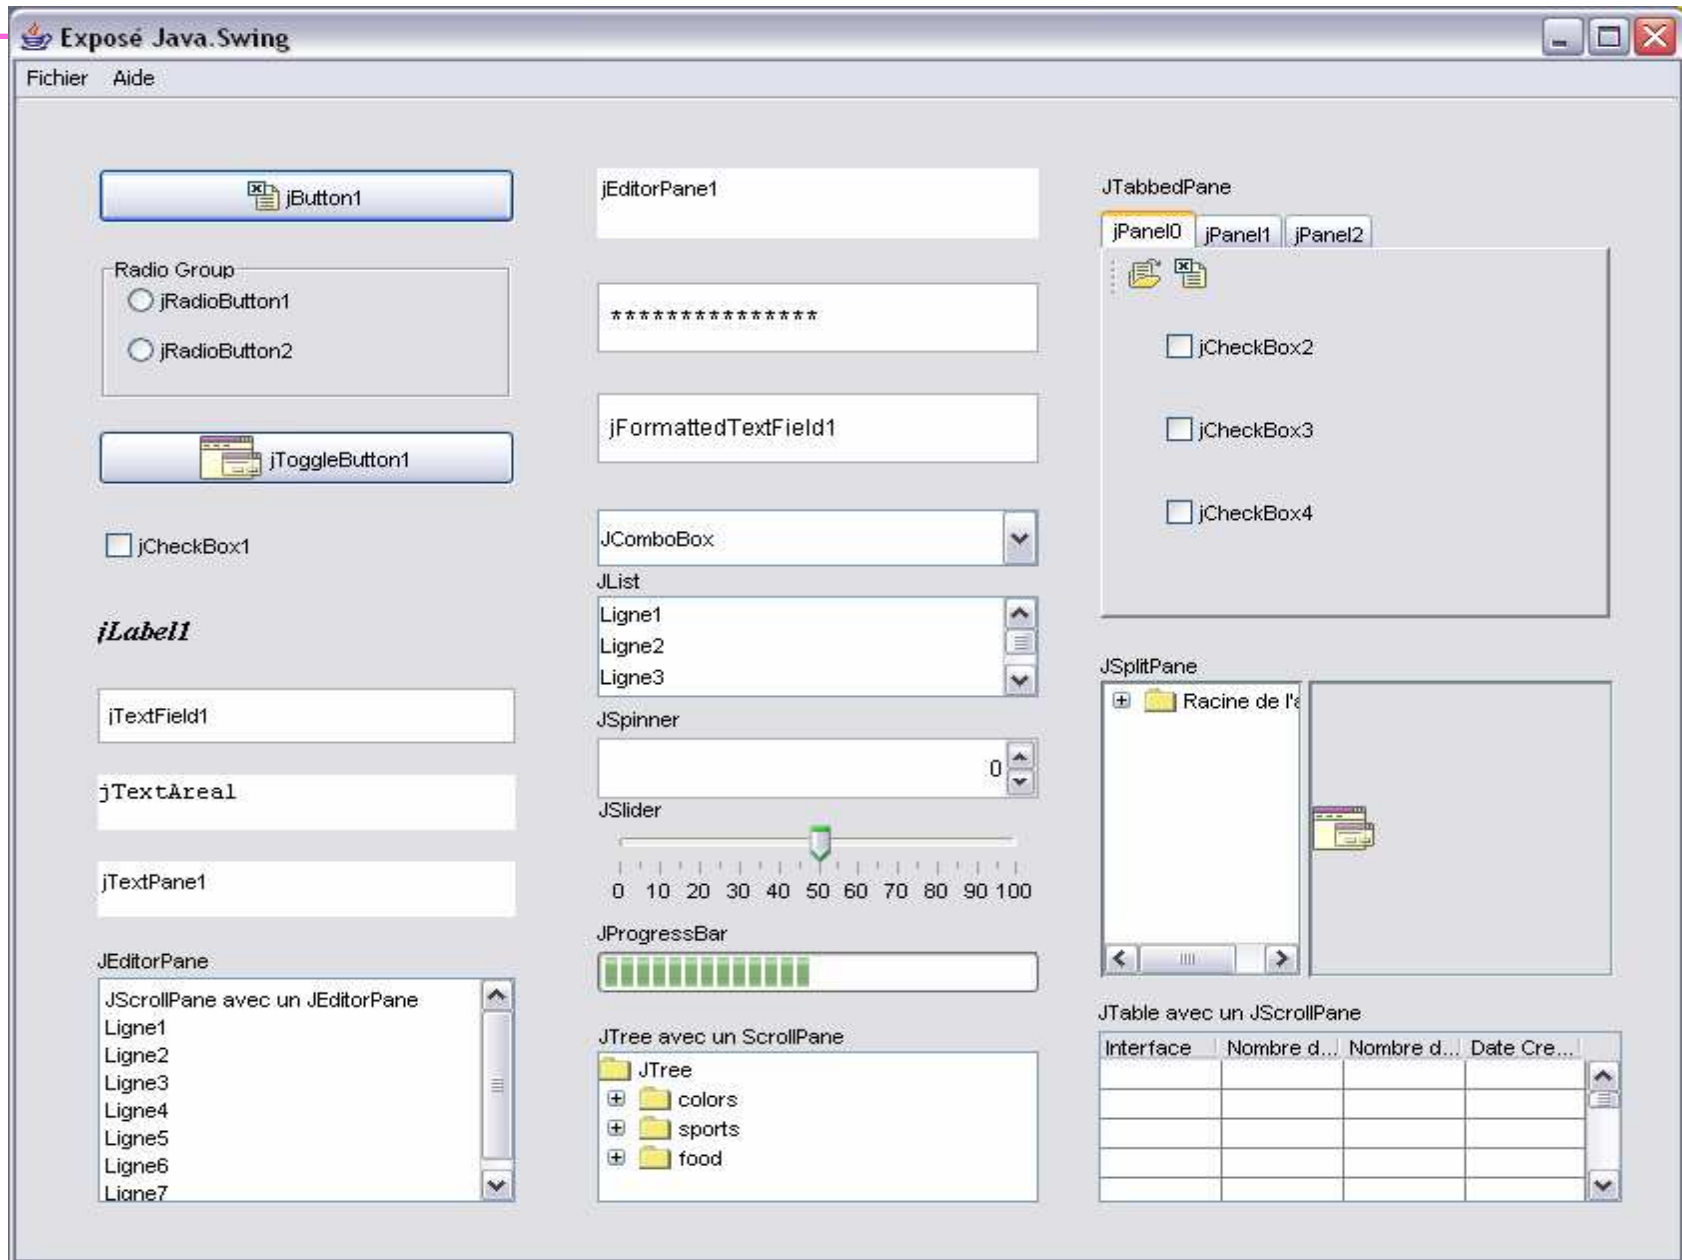 Exposé Java.Swing
Fichier Aide
jButton1
Radio Group
jRadioButton1
jRadioButton2
jToggleButton1
jCheckBox1
jLabel1
jTextField1
jTextArea1
jTextPane1
JEditorPane
JScrollPane avec un JEditorPane
Ligne1
Ligne2
Ligne3
Ligne4
Ligne5
Ligne6
Ligne7
jEditorPane1
***************
jFormattedTextField1
JComboBox
JList
Ligne1
Ligne2
Ligne3
JSpinner
0
JSlider
0 10 20 30 40 50 60 70 80 90 100
JProgressBar
JTree avec un ScrollPane
JTree
colors
sports
food
JTabbedPane
jPanel0 jPanel1 jPanel2
jCheckBox2
jCheckBox3
jCheckBox4
JSplitPane
Racine de l'a
JTable avec un JScrollPane
Interface Nombre d... Nombre d... Date Cre...